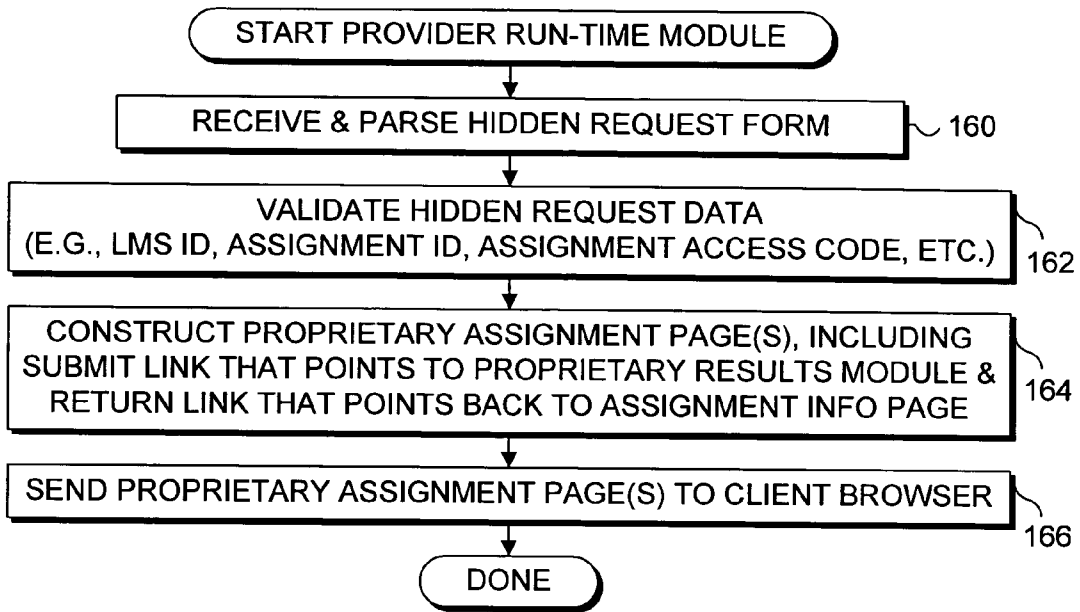 START PROVIDER RUN-TIME MODULE
RECEIVE & PARSE HIDDEN REQUEST FORM
160
VALIDATE HIDDEN REQUEST DATA
(E.G., LMS ID, ASSIGNMENT ID, ASSIGNMENT ACCESS CODE, ETC.)
162
CONSTRUCT PROPRIETARY ASSIGNMENT PAGE(S), INCLUDING
SUBMIT LINK THAT POINTS TO PROPRIETARY RESULTS MODULE &
RETURN LINK THAT POINTS BACK TO ASSIGNMENT INFO PAGE
164
SEND PROPRIETARY ASSIGNMENT PAGE(S) TO CLIENT BROWSER
166
DONE